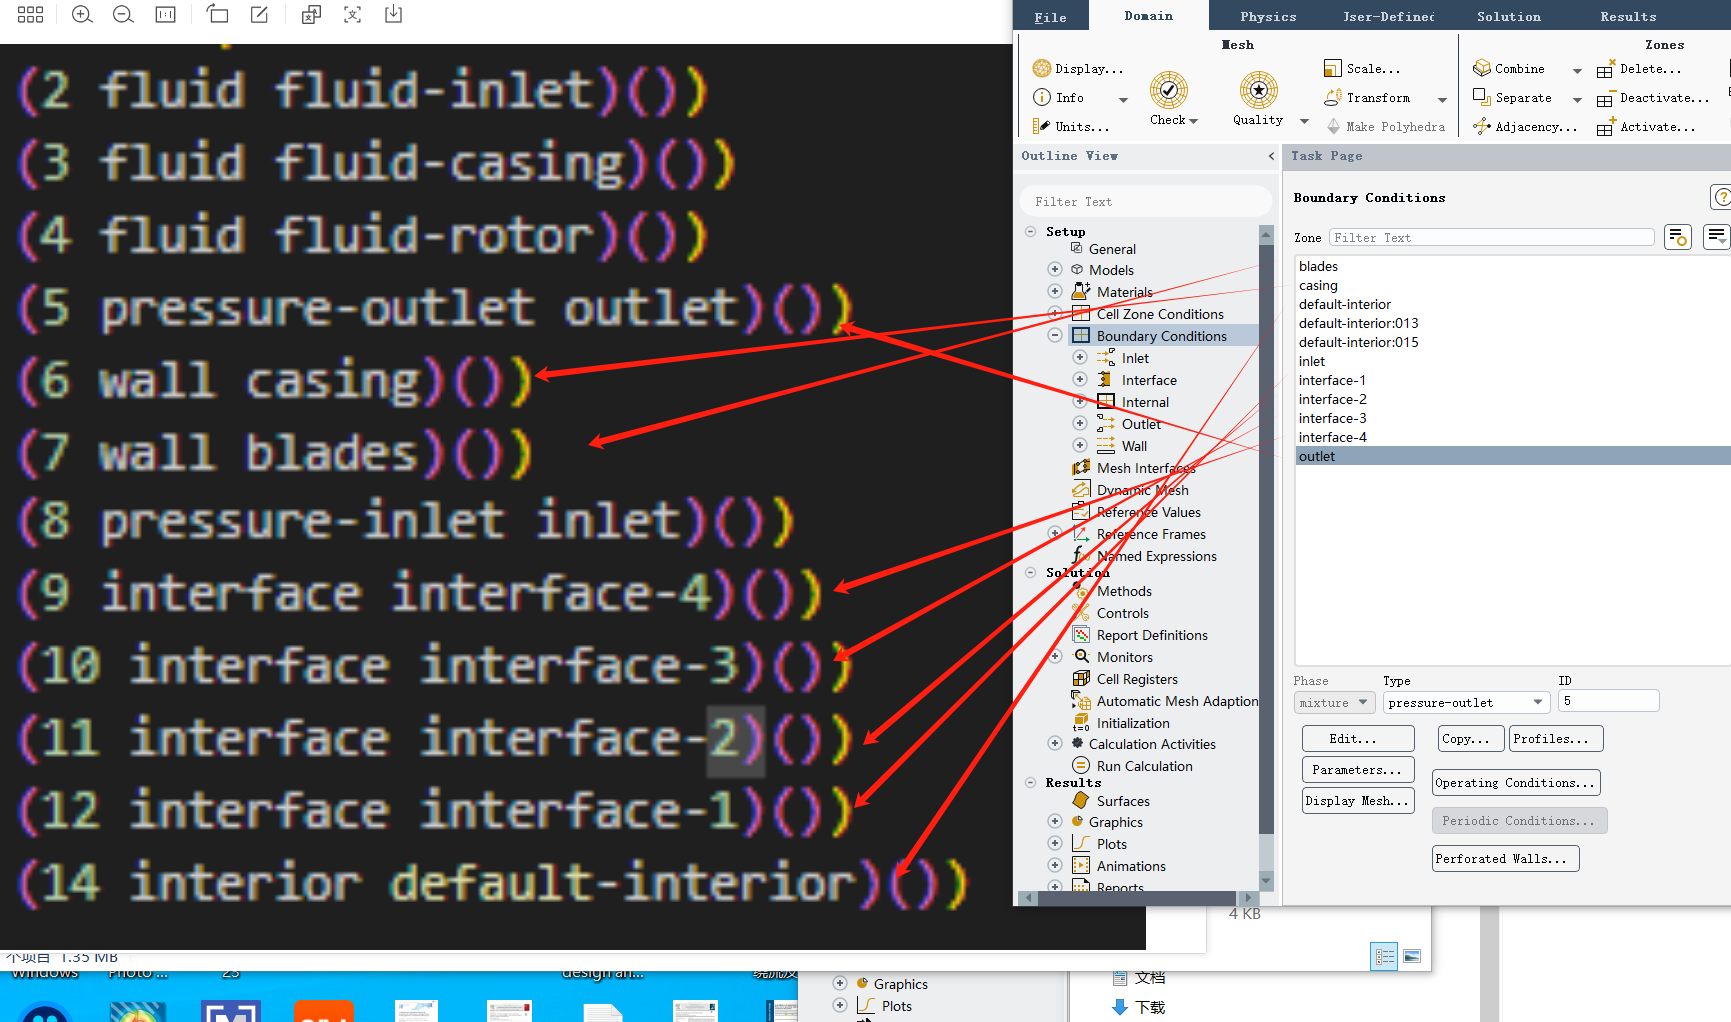 (2 fluid fluid-inlet)())
(3 fluid fluid-casing)())
(4 fluid fluid-rotor)())
(5 pressure-outlet outlet)())
(6 wall casing)())
(7 wall blades)())
(8 pressure-inlet inlet)())
(9 interface interface-4)())
(10 interface interface-3)())
(11 interface interface-2)())
(12 interface interface-1)())
(14 interior default-interior)())
1:1
File
Domain
Physics
Solution
Results
Mesh
Display...
Info
Units...
Check
Quality
Scale...
Transform
Make Polyhedra
Zones
Combine
Separate
Adjacency...
Delete...
Deactivate...
Activate...
Outline View
<
Filter Text
Setup
General
Models
Materials
Cell Zone Conditions
Boundary Conditions
Inlet
Interface
Internal
Outlet
Wall
Mesh Interfaces
Dynamic Mesh
Reference Values
Reference Frames
Named Expressions
Solution
Methods
Controls
Report Definitions
Monitors
Cell Registers
Automatic Mesh Adaption
Initialization
Calculation Activities
Run Calculation
Results
Surfaces
Graphics
Plots
Animations
Reports
Task Page
Boundary Conditions
Zone Filter Text
blades
casing
default-interior
default-interior:013
default-interior:015
inlet
interface-1
interface-2
interface-3
interface-4
outlet
Phase Type ID
mixture pressure-outlet 5
Edit... Copy... Profiles...
Parameters... Operating Conditions...
Display Mesh... Periodic Conditions...
Perforated Walls...
4 KB
个项目 1.35 MB
Windows Photo ... 23 design an...
Graphics
Plots
文档
下载